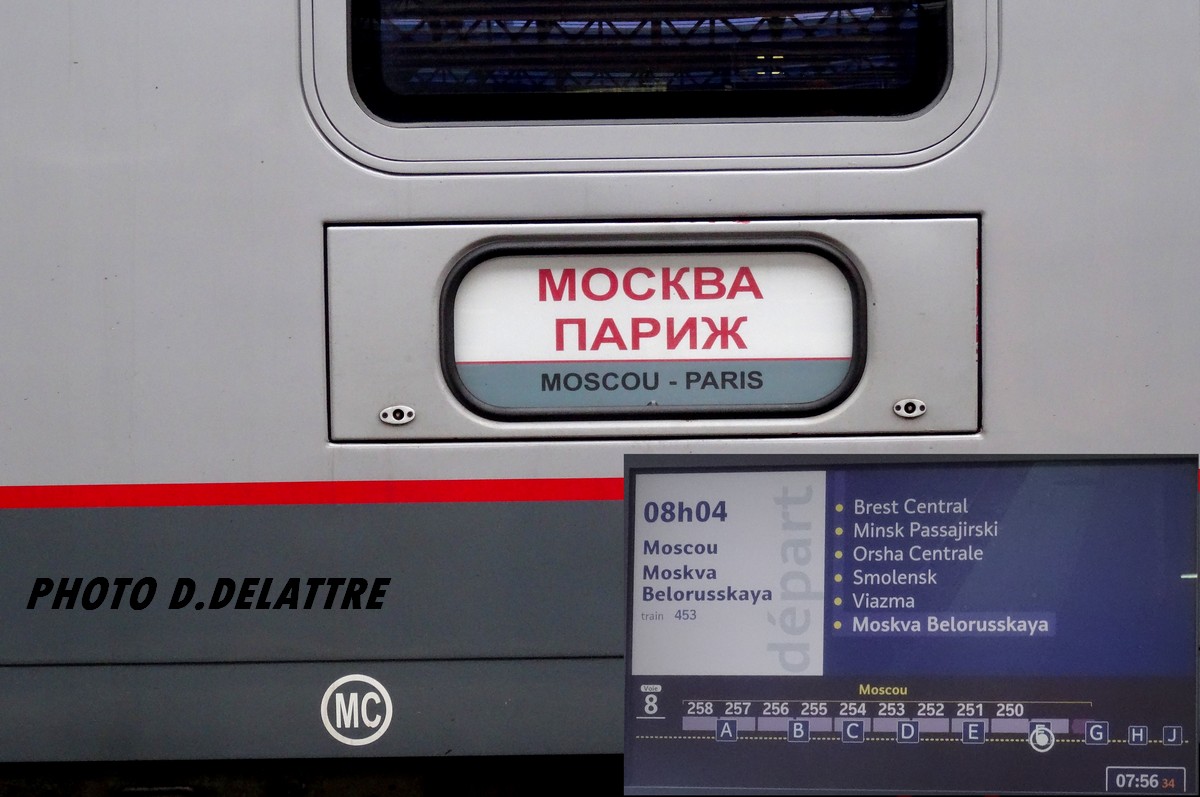 МОСКВА
ПАРИЖ
MOSCOU - PARIS
PHOTO D.DELATTRE
MC
départ
08h04
Moscou
Moskva
Belorusskaya
train 453
Brest Central
Minsk Passajirski
Orsha Centrale
Smolensk
Viazma
Moskva Belorusskaya
Voie
8
Moscou
258 257 256 255 254 253 252 251 250
A B C D E F G H J
07:56 34